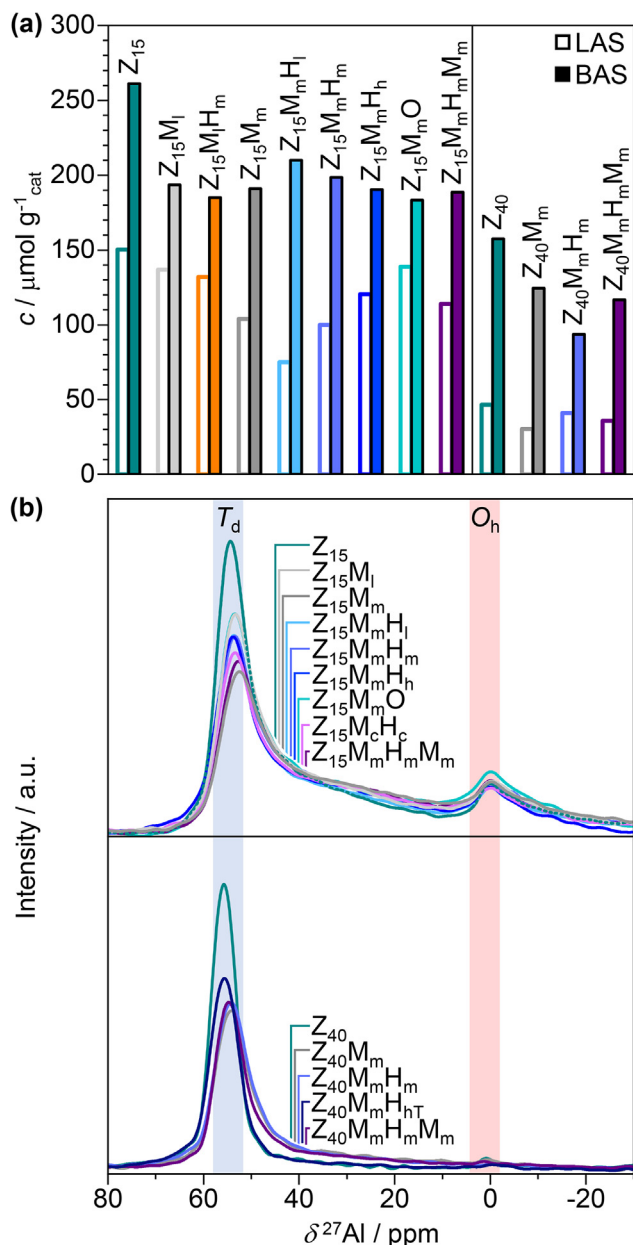 (a)
300
250
200
150
100
50
0
c / μmol g⁻¹cat
Z₁₅
Z₁₅Mₗ
Z₁₅MₗHₘ
Z₁₅Mₘ
Z₁₅MₘHₗ
Z₁₅MₘHₘ
Z₁₅MₘHₕ
Z₁₅MₘO
Z₁₅MₘHₘMₘ
Z₄₀
Z₄₀Mₘ
Z₄₀MₘHₘ
Z₄₀MₘHₘMₘ
LAS
BAS
(b)
Td
Oh
Z₁₅
Z₁₅Mₗ
Z₁₅Mₘ
Z₁₅MₘHₗ
Z₁₅MₘHₘ
Z₁₅MₘHₕ
Z₁₅MₘO
Z₁₅McHc
Z₁₅MₘHₘMₘ
Intensity / a.u.
Z₄₀
Z₄₀Mₘ
Z₄₀MₘHₘ
Z₄₀MₘHhT
Z₄₀MₘHₘMₘ
80 60 40 20 0 -20
δ ²⁷Al / ppm